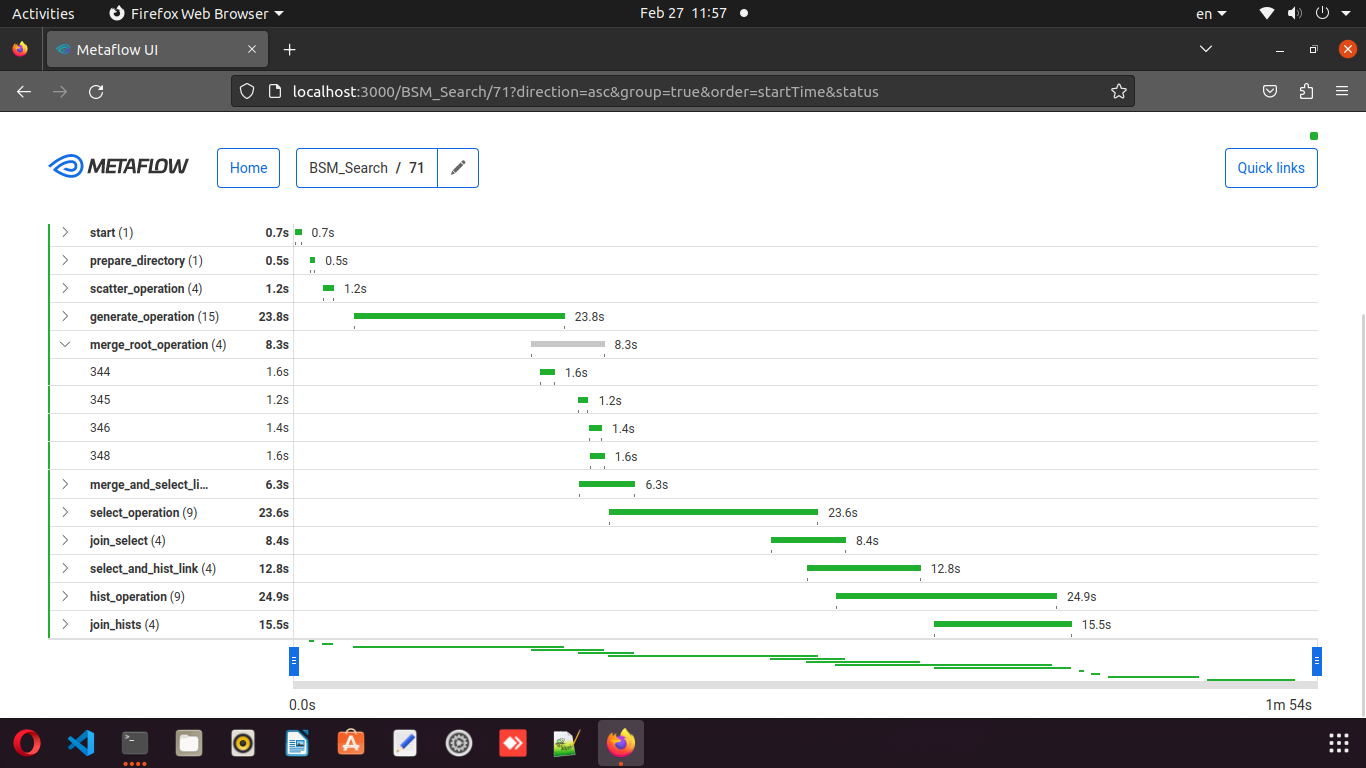 Activities Firefox Web Browser Feb 27 11:57 en
Metaflow UI
localhost:3000/BSM_Search/71?direction=asc&group=true&order=startTime&status
METAFLOW Home BSM_Search / 71 Quick links
start (1) 0.7s 0.7s
prepare_directory (1) 0.5s 0.5s
scatter_operation (4) 1.2s 1.2s
generate_operation (15) 23.8s 23.8s
merge_root_operation (4) 8.3s 8.3s
344 1.6s 1.6s
345 1.2s 1.2s
346 1.4s 1.4s
348 1.6s 1.6s
merge_and_select_li... 6.3s 6.3s
select_operation (9) 23.6s 23.6s
join_select (4) 8.4s 8.4s
select_and_hist_link (4) 12.8s 12.8s
hist_operation (9) 24.9s 24.9s
join_hists (4) 15.5s 15.5s
0.0s 1m 54s